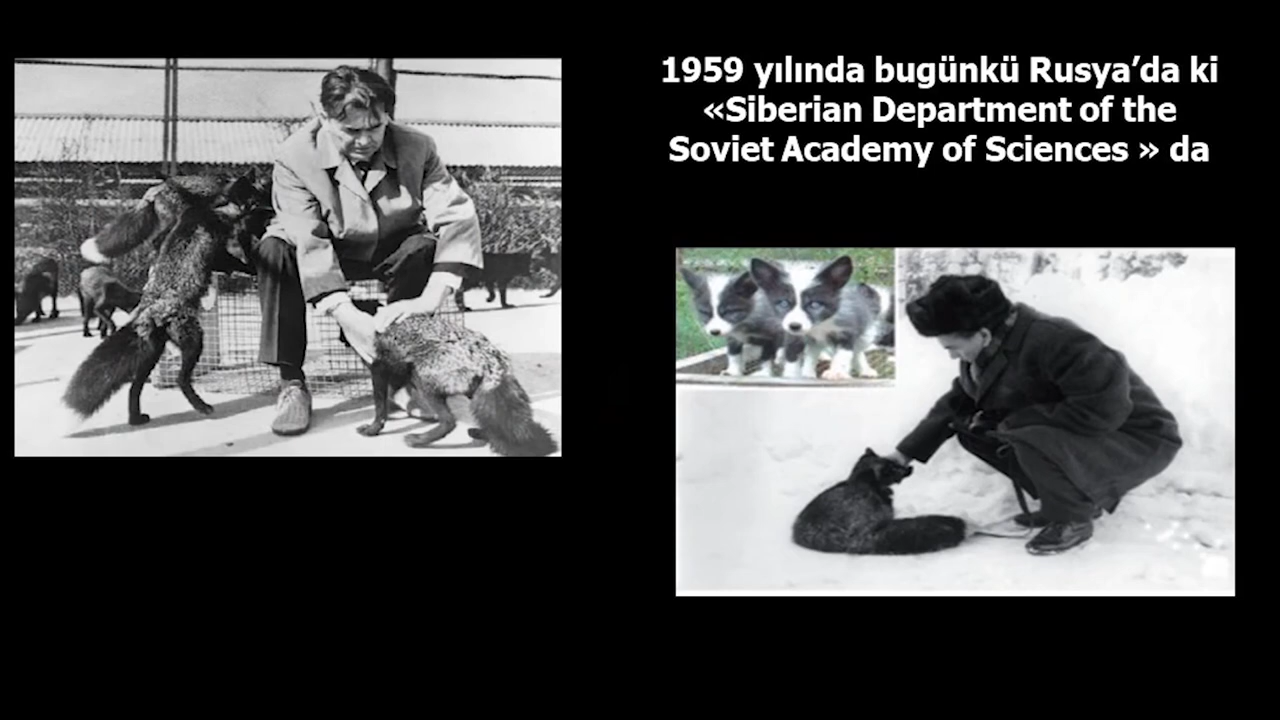 1959 yılında bugünkü Rusya’da ki
«Siberian Department of the
Soviet Academy of Sciences » da